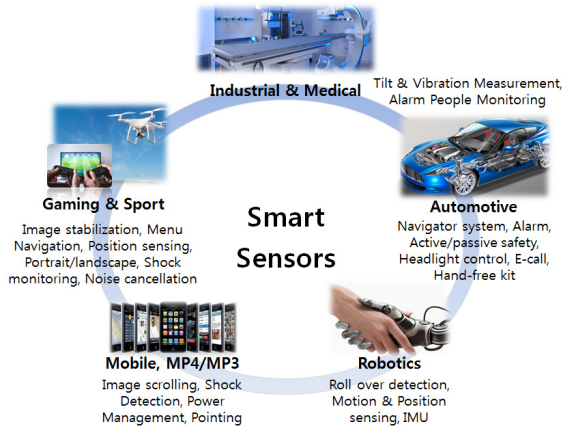 Industrial & Medical
Tilt & Vibration Measurement,
Alarm People Monitoring
Gaming & Sport
Image stabilization, Menu
Navigation, Position sensing,
Portrait/landscape, Shock
monitoring, Noise cancellation
Smart
Sensors
Automotive
Navigator system, Alarm,
Active/passive safety,
Headlight control, E-call,
Hand-free kit
Mobile, MP4/MP3
Image scrolling, Shock
Detection, Power
Management, Pointing
Robotics
Roll over detection,
Motion & Position
sensing, IMU